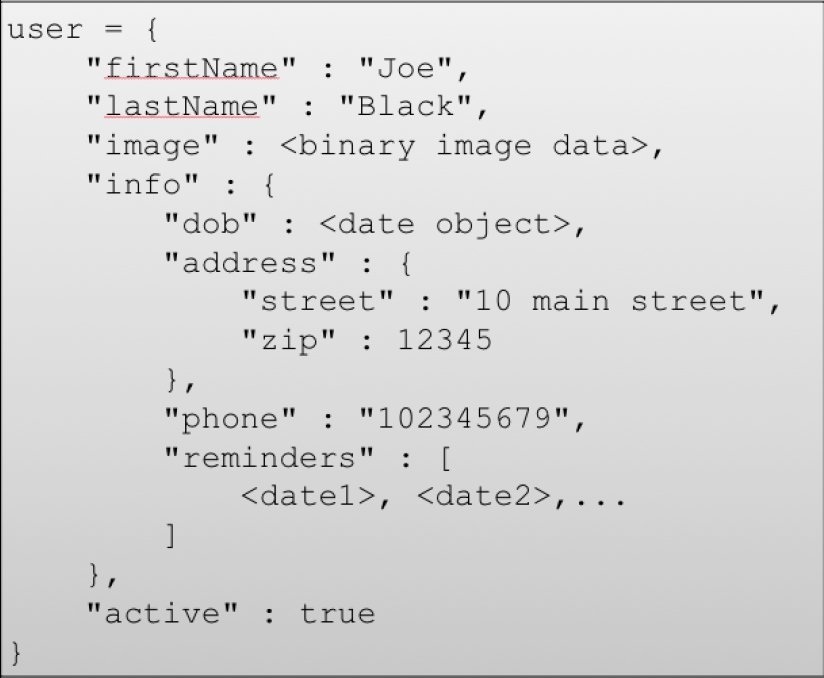 user = {
"firstName" : "Joe",
"lastName" : "Black",
"image" : <binary image data>,
"info" : {
"dob" : <date object>,
"address" : {
"street" : "10 main street",
"zip" : 12345
},
"phone" : "102345679",
"reminders" : [
<date1>, <date2>,...
]
},
"active" : true
}